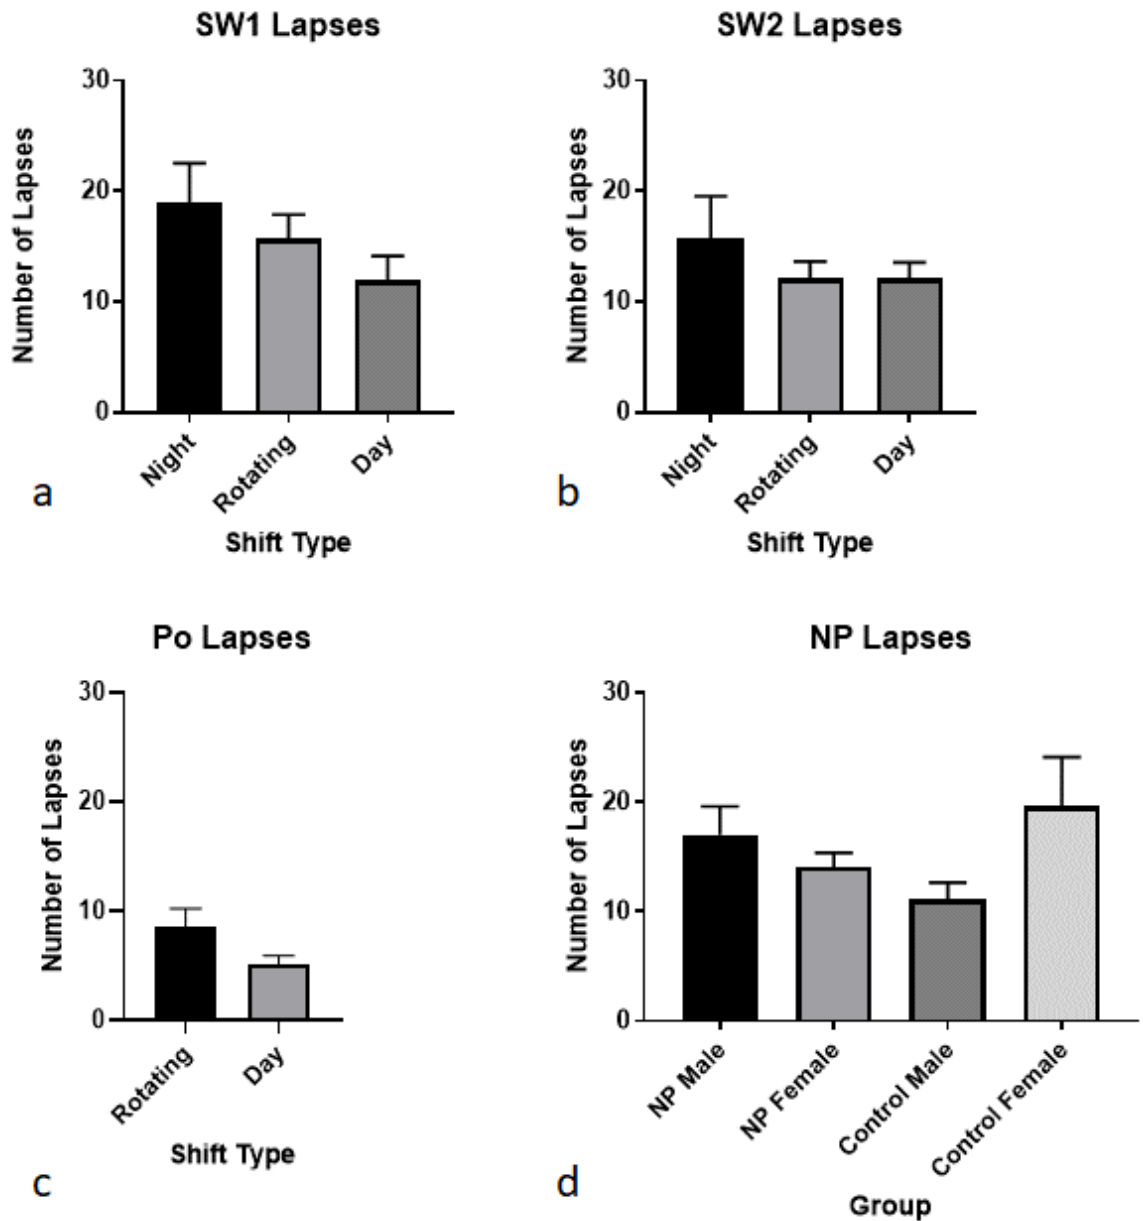 SW1 Lapses
Number of Lapses
30
20
10
0
Night
Rotating
Day
Shift Type
a
SW2 Lapses
Number of Lapses
30
20
10
0
Night
Rotating
Day
Shift Type
b
Po Lapses
Number of Lapses
30
20
10
0
Rotating
Day
Shift Type
c
NP Lapses
Number of Lapses
30
20
10
0
NP Male
NP Female
Control Male
Control Female
Group
d